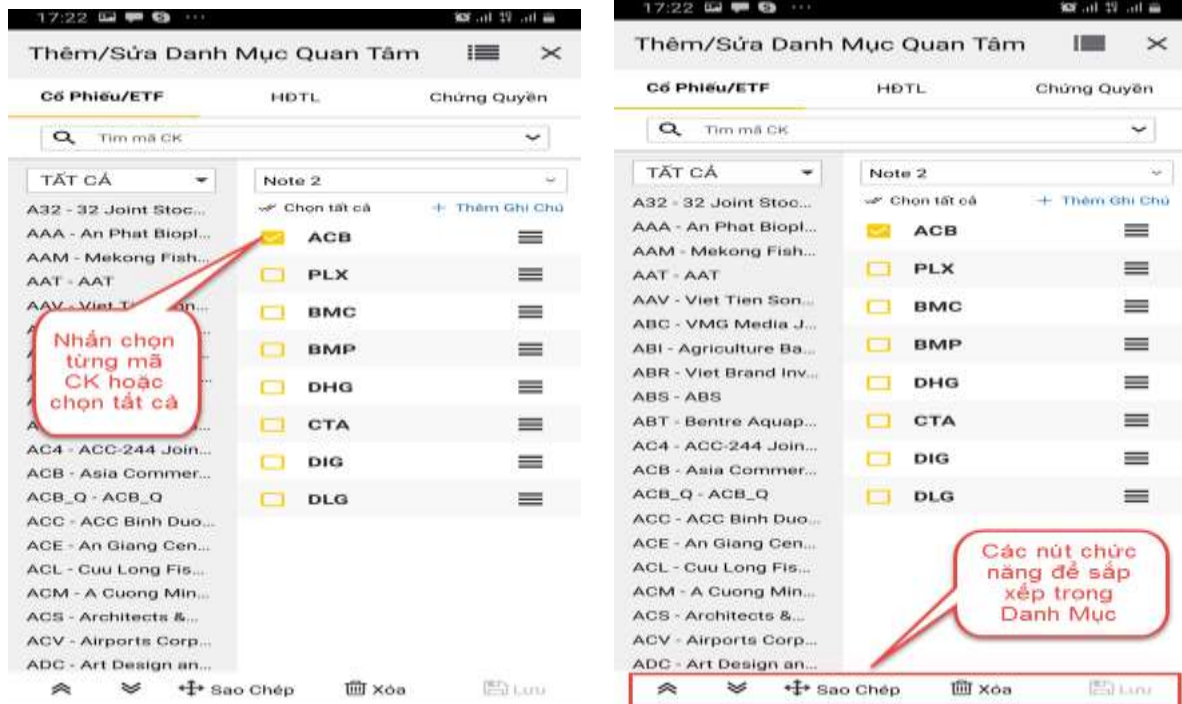 17:22
Thêm/Sửa Danh Mục Quan Tâm
Cổ Phiếu/ETF HĐTL Chứng Quyền
Tìm mã CK
TẤT CẢ
Note 2
Chọn tất cả + Thêm Ghi Chú
A32 - 32 Joint Stoc...
AAA - An Phat Biopl...
AAM - Mekong Fish...
AAT - AAT
AAV - Viet Tien Son...
AC4 - ACC-244 Join...
ACB - Asia Commer...
ACB_Q - ACB_Q
ACC - ACC Binh Duo...
ACE - An Giang Cen...
ACL - Cuu Long Fis...
ACM - A Cuong Min...
ACS - Architects &...
ACV - Airports Corp...
ADC - Art Design an...
ACB
PLX
BMC
BMP
DHG
CTA
DIG
DLG
Nhấn chọn
từng mã
CK hoặc
chọn tất cả
Sao Chép Xóa Lưu
17:22
Thêm/Sửa Danh Mục Quan Tâm
Cổ Phiếu/ETF HĐTL Chứng Quyền
Tìm mã CK
TẤT CẢ
Note 2
Chọn tất cả + Thêm Ghi Chú
A32 - 32 Joint Stoc...
AAA - An Phat Biopl...
AAM - Mekong Fish...
AAT - AAT
AAV - Viet Tien Son...
ABC - VMG Media J...
ABI - Agriculture Ba...
ABR - Viet Brand Inv...
ABS - ABS
ABT - Bentre Aquap...
AC4 - ACC-244 Join...
ACB - Asia Commer...
ACB_Q - ACB_Q
ACC - ACC Binh Duo...
ACE - An Giang Cen...
ACL - Cuu Long Fis...
ACM - A Cuong Min...
ACS - Architects &...
ACV - Airports Corp...
ADC - Art Design an...
ACB
PLX
BMC
BMP
DHG
CTA
DIG
DLG
Các nút chức
năng để sắp
xếp trong
Danh Mục
Sao Chép Xóa Lưu